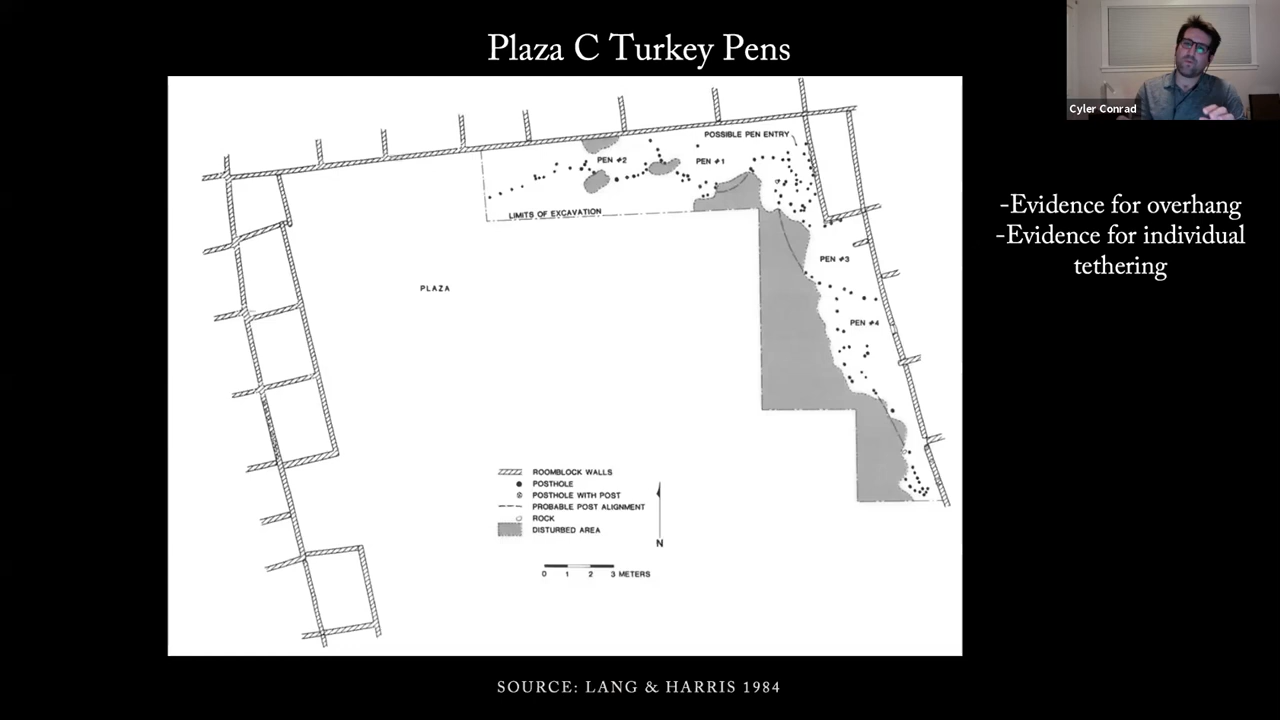 Plaza C Turkey Pens
Cyler Conrad
POSSIBLE PEN ENTRY
PEN #2
PEN #1
LIMITS OF EXCAVATION
-Evidence for overhang
-Evidence for individual
tethering
PEN #3
PLAZA
PEN #4
ROOMBLOCK WALLS
POSTHOLE
POSTHOLE WITH POST
PROBABLE POST ALIGNMENT
ROCK
DISTURBED AREA
N
0 1 2 3 METERS
SOURCE: LANG & HARRIS 1984